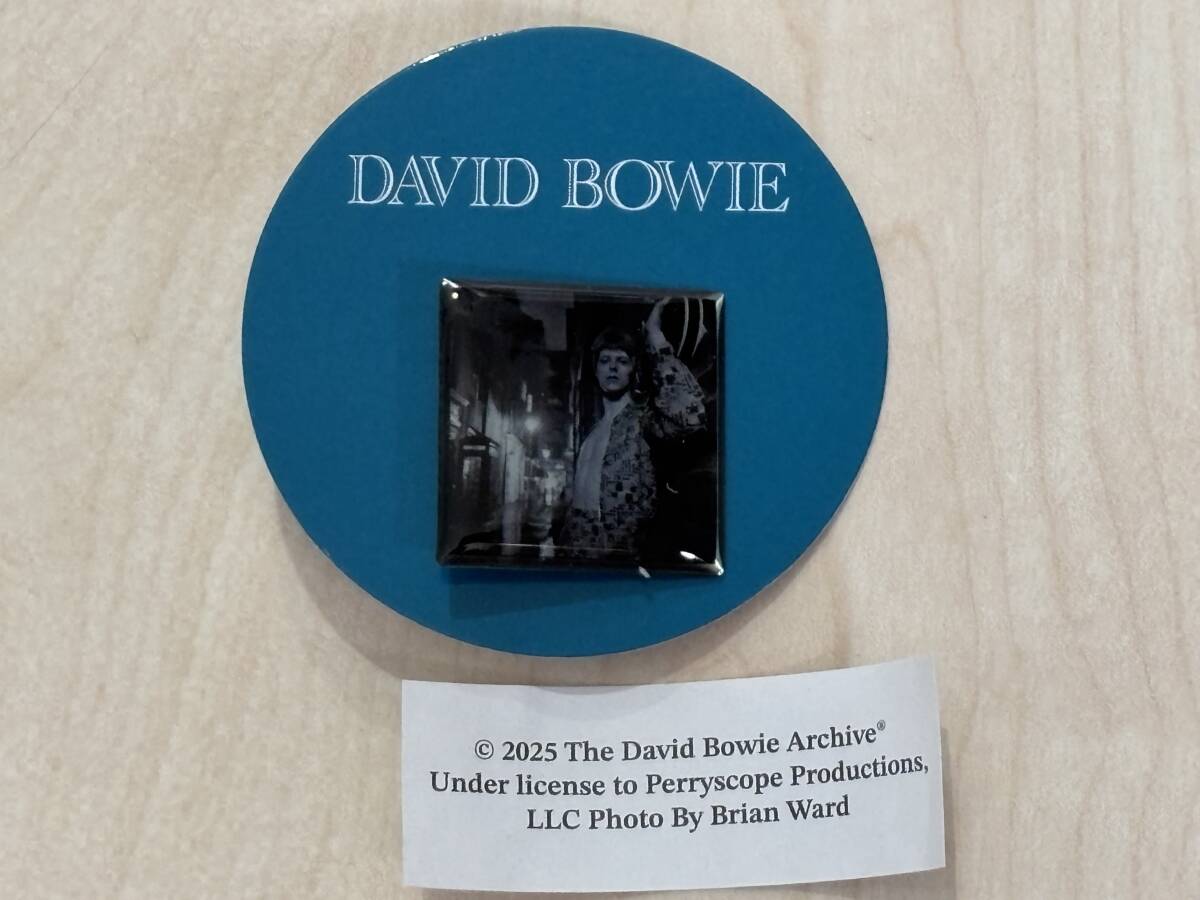 DAVID BOWIE
© 2025 The David Bowie Archive®
Under license to Perryscope Productions,
LLC Photo By Brian Ward